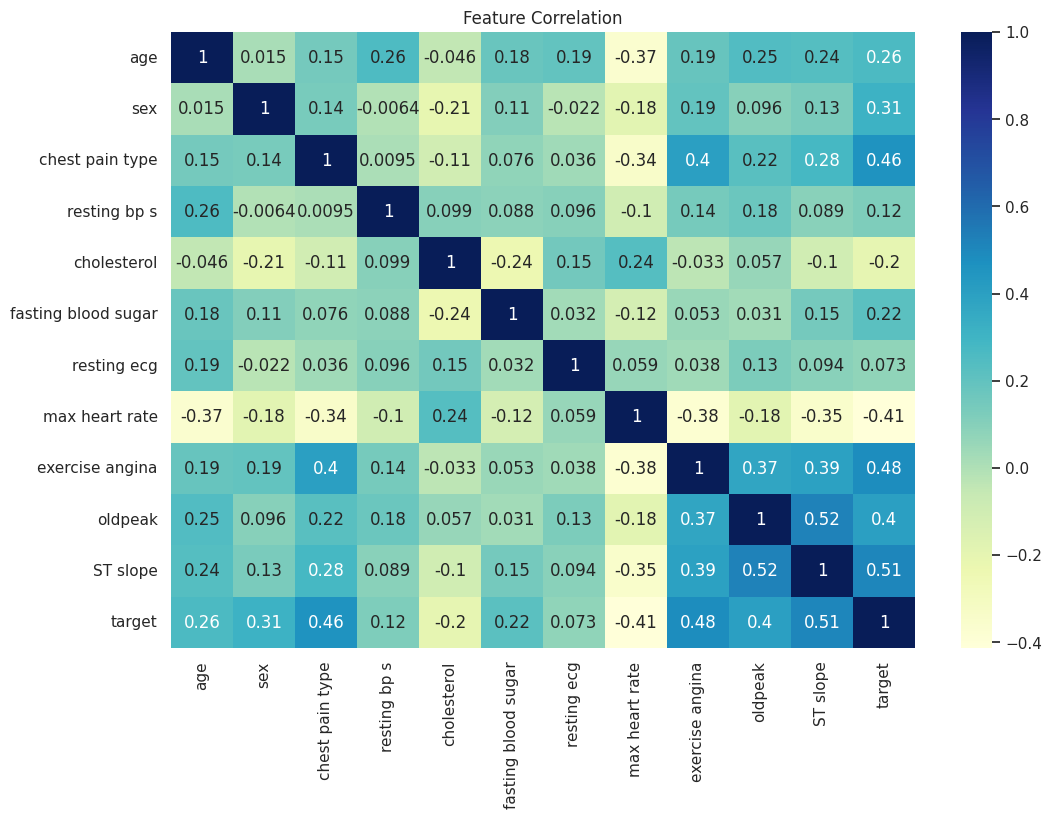 Feature Correlation
age 1 0.015 0.15 0.26 -0.046 0.18 0.19 -0.37 0.19 0.25 0.24 0.26
sex 0.015 1 0.14 -0.0064 -0.21 0.11 -0.022 -0.18 0.19 0.096 0.13 0.31
chest pain type 0.15 0.14 1 0.0095 -0.11 0.076 0.036 -0.34 0.4 0.22 0.28 0.46
resting bp s 0.26 -0.0064 0.0095 1 0.099 0.088 0.096 -0.1 0.14 0.18 0.089 0.12
cholesterol -0.046 -0.21 -0.11 0.099 1 -0.24 0.15 0.24 -0.033 0.057 -0.1 -0.2
fasting blood sugar 0.18 0.11 0.076 0.088 -0.24 1 0.032 -0.12 0.053 0.031 0.15 0.22
resting ecg 0.19 -0.022 0.036 0.096 0.15 0.032 1 0.059 0.038 0.13 0.094 0.073
max heart rate -0.37 -0.18 -0.34 -0.1 0.24 -0.12 0.059 1 -0.38 -0.18 -0.35 -0.41
exercise angina 0.19 0.19 0.4 0.14 -0.033 0.053 0.038 -0.38 1 0.37 0.39 0.48
oldpeak 0.25 0.096 0.22 0.18 0.057 0.031 0.13 -0.18 0.37 1 0.52 0.4
ST slope 0.24 0.13 0.28 0.089 -0.1 0.15 0.094 -0.35 0.39 0.52 1 0.51
target 0.26 0.31 0.46 0.12 -0.2 0.22 0.073 -0.41 0.48 0.4 0.51 1
age
sex
chest pain type
resting bp s
cholesterol
fasting blood sugar
resting ecg
max heart rate
exercise angina
oldpeak
ST slope
target
1.0
0.8
0.6
0.4
0.2
0.0
−0.2
−0.4